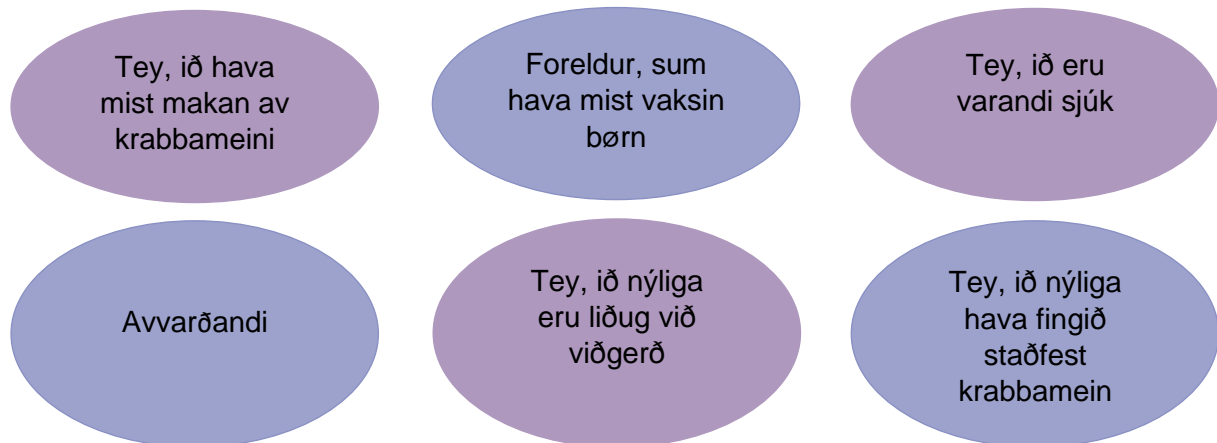 Tey, ið hava
mist makan av
krabbameini
Foreldur, sum
hava mist vaksin
børn
Tey, ið eru
varandi sjúk
Avvarðandi
Tey, ið nýliga
eru liðug við
viðgerð
Tey, ið nýliga
hava fingið
staðfest
krabbamein